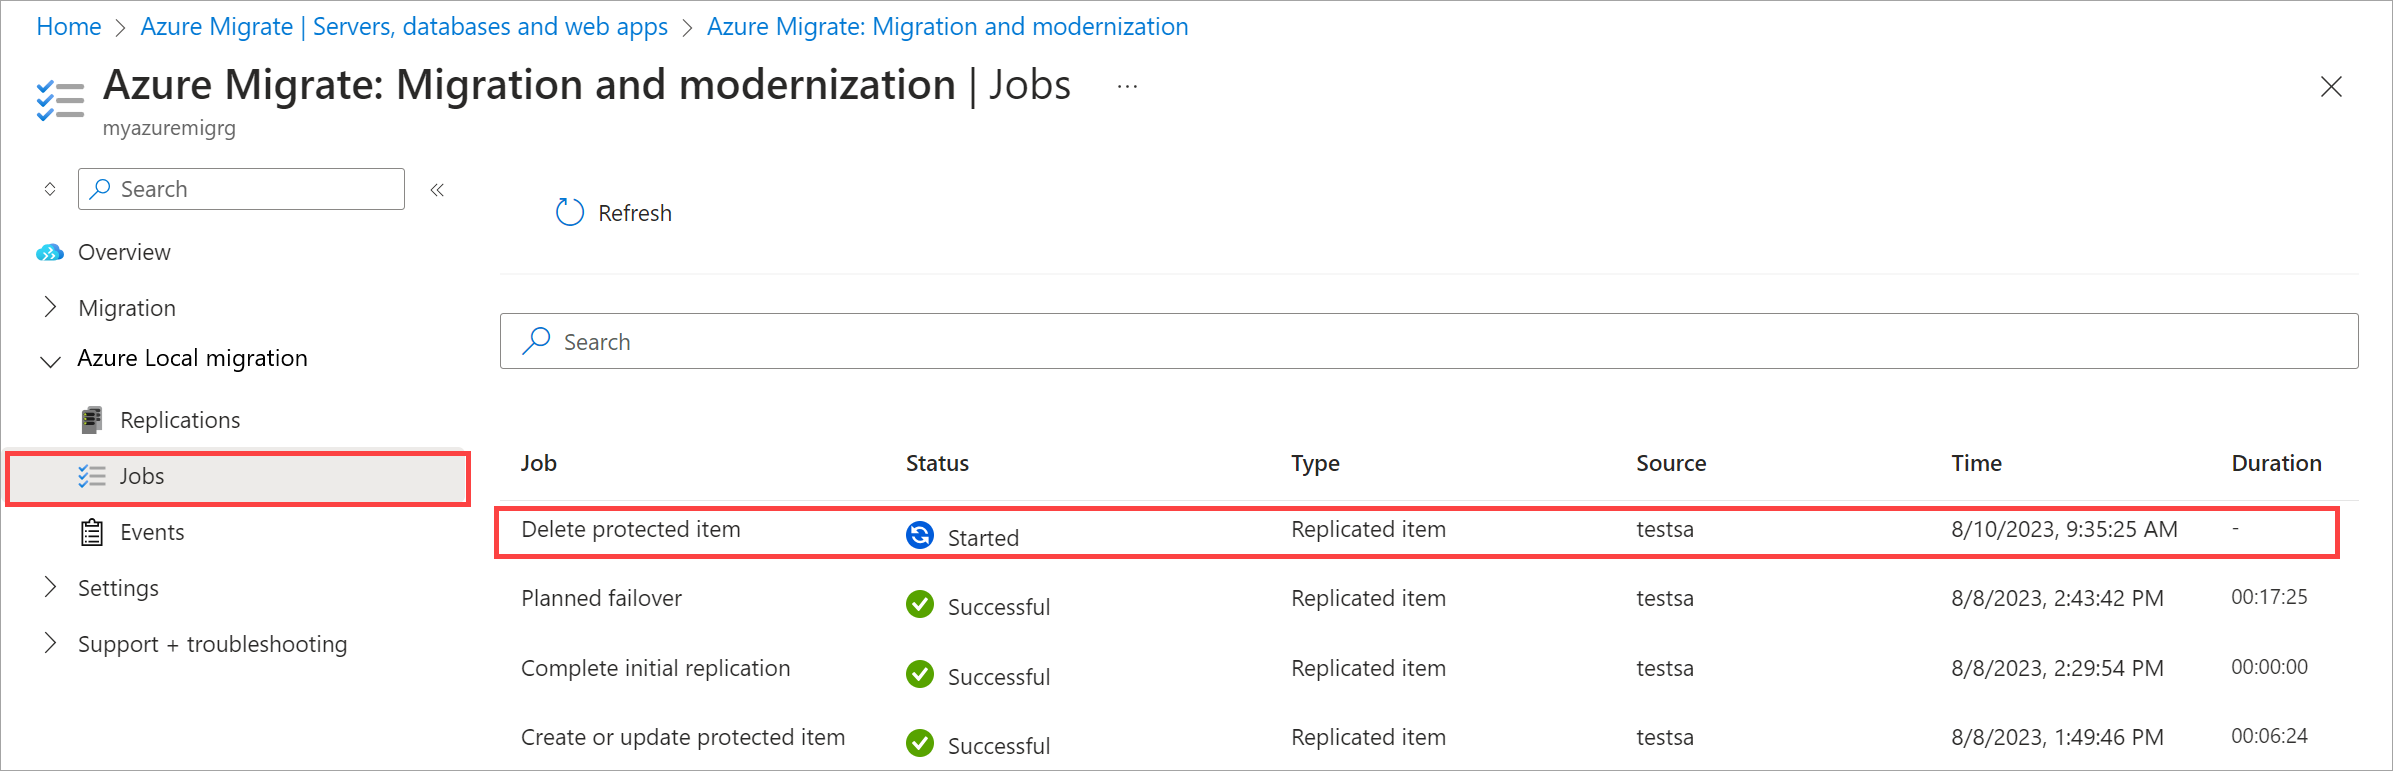 Home > Azure Migrate | Servers, databases and web apps > Azure Migrate: Migration and modernization
Azure Migrate: Migration and modernization | Jobs ...
myazuremigrg
Search
Refresh
Overview
Migration
Azure Local migration
Replications
Jobs
Events
Settings
Support + troubleshooting
Search
Job Status Type Source Time Duration
Delete protected item Started Replicated item testsa 8/10/2023, 9:35:25 AM -
Planned failover Successful Replicated item testsa 8/8/2023, 2:43:42 PM 00:17:25
Complete initial replication Successful Replicated item testsa 8/8/2023, 2:29:54 PM 00:00:00
Create or update protected item Successful Replicated item testsa 8/8/2023, 1:49:46 PM 00:06:24